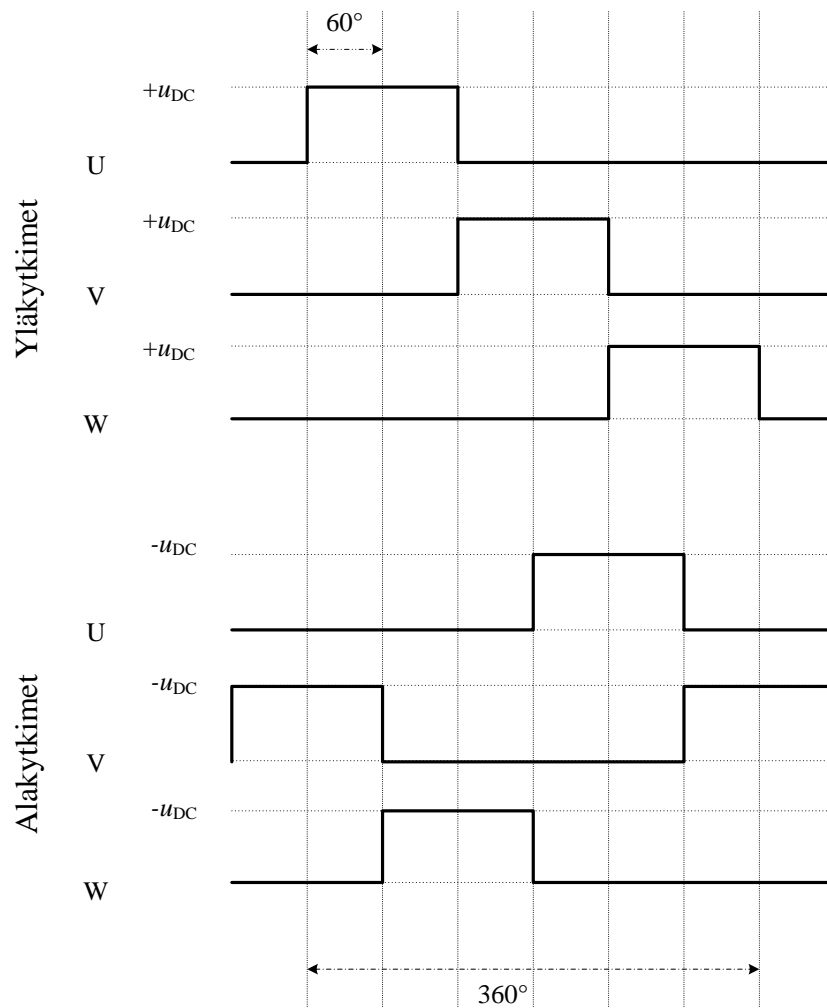 60°
+uDC
U
+uDC
V
+uDC
W
Yläkytkimet
-uDC
U
-uDC
V
-uDC
W
Alakytkimet
360°